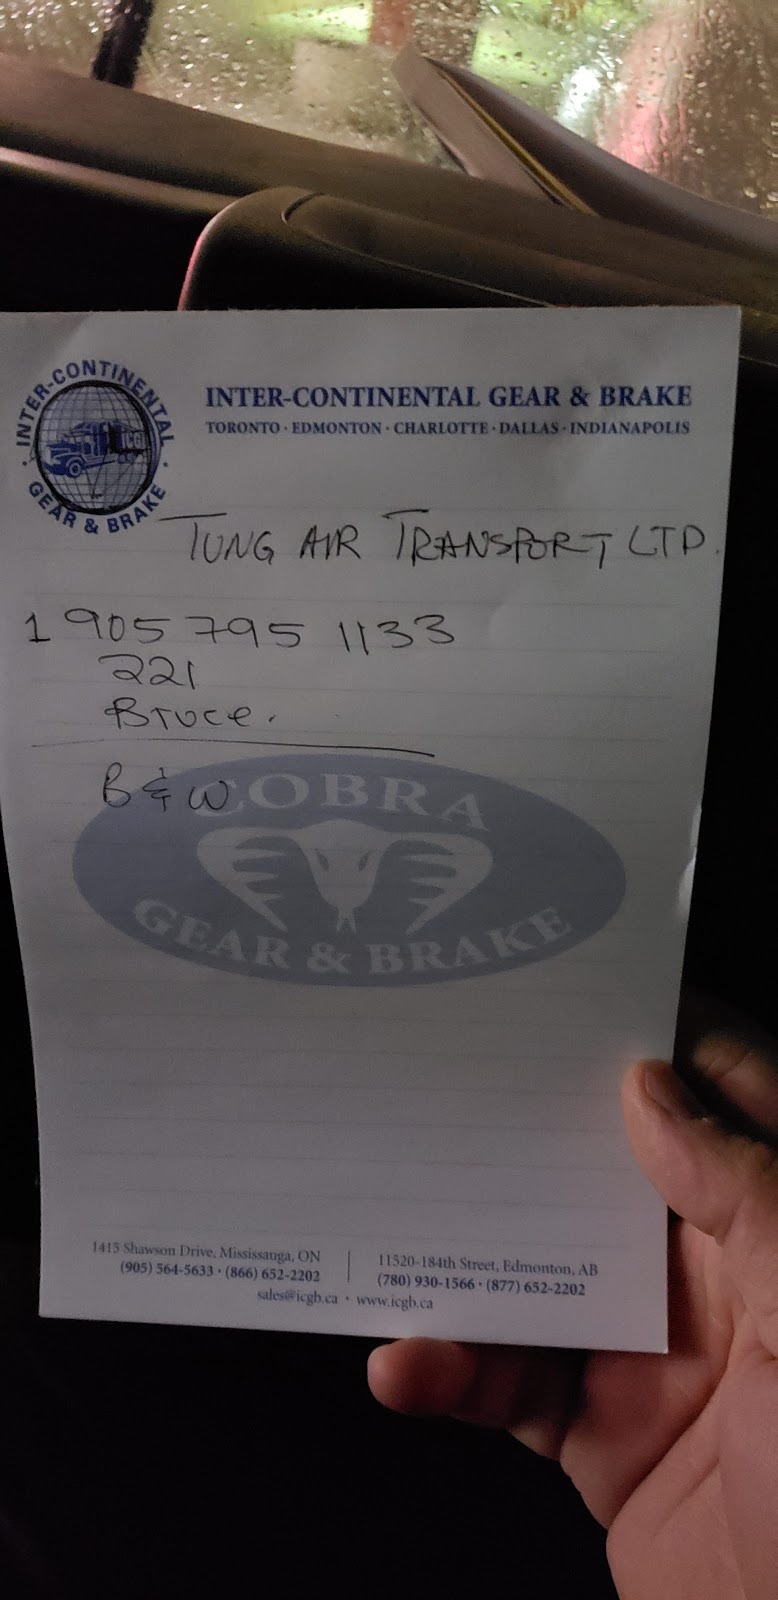 INTER-CONTINENTAL
ICGB
GEAR & BRAKE
INTER-CONTINENTAL GEAR & BRAKE
TORONTO · EDMONTON · CHARLOTTE · DALLAS · INDIANAPOLIS
TUNG AIR TRANSPORT LTD.
1 905 795 1133
221
Bruce.
B & W
COBRA
GEAR & BRAKE
1415 Shawson Drive, Mississauga, ON
(905) 564-5633 · (866) 652-2202
11520-184th Street, Edmonton, AB
(780) 930-1566 · (877) 652-2202
sales@icgb.ca · www.icgb.ca